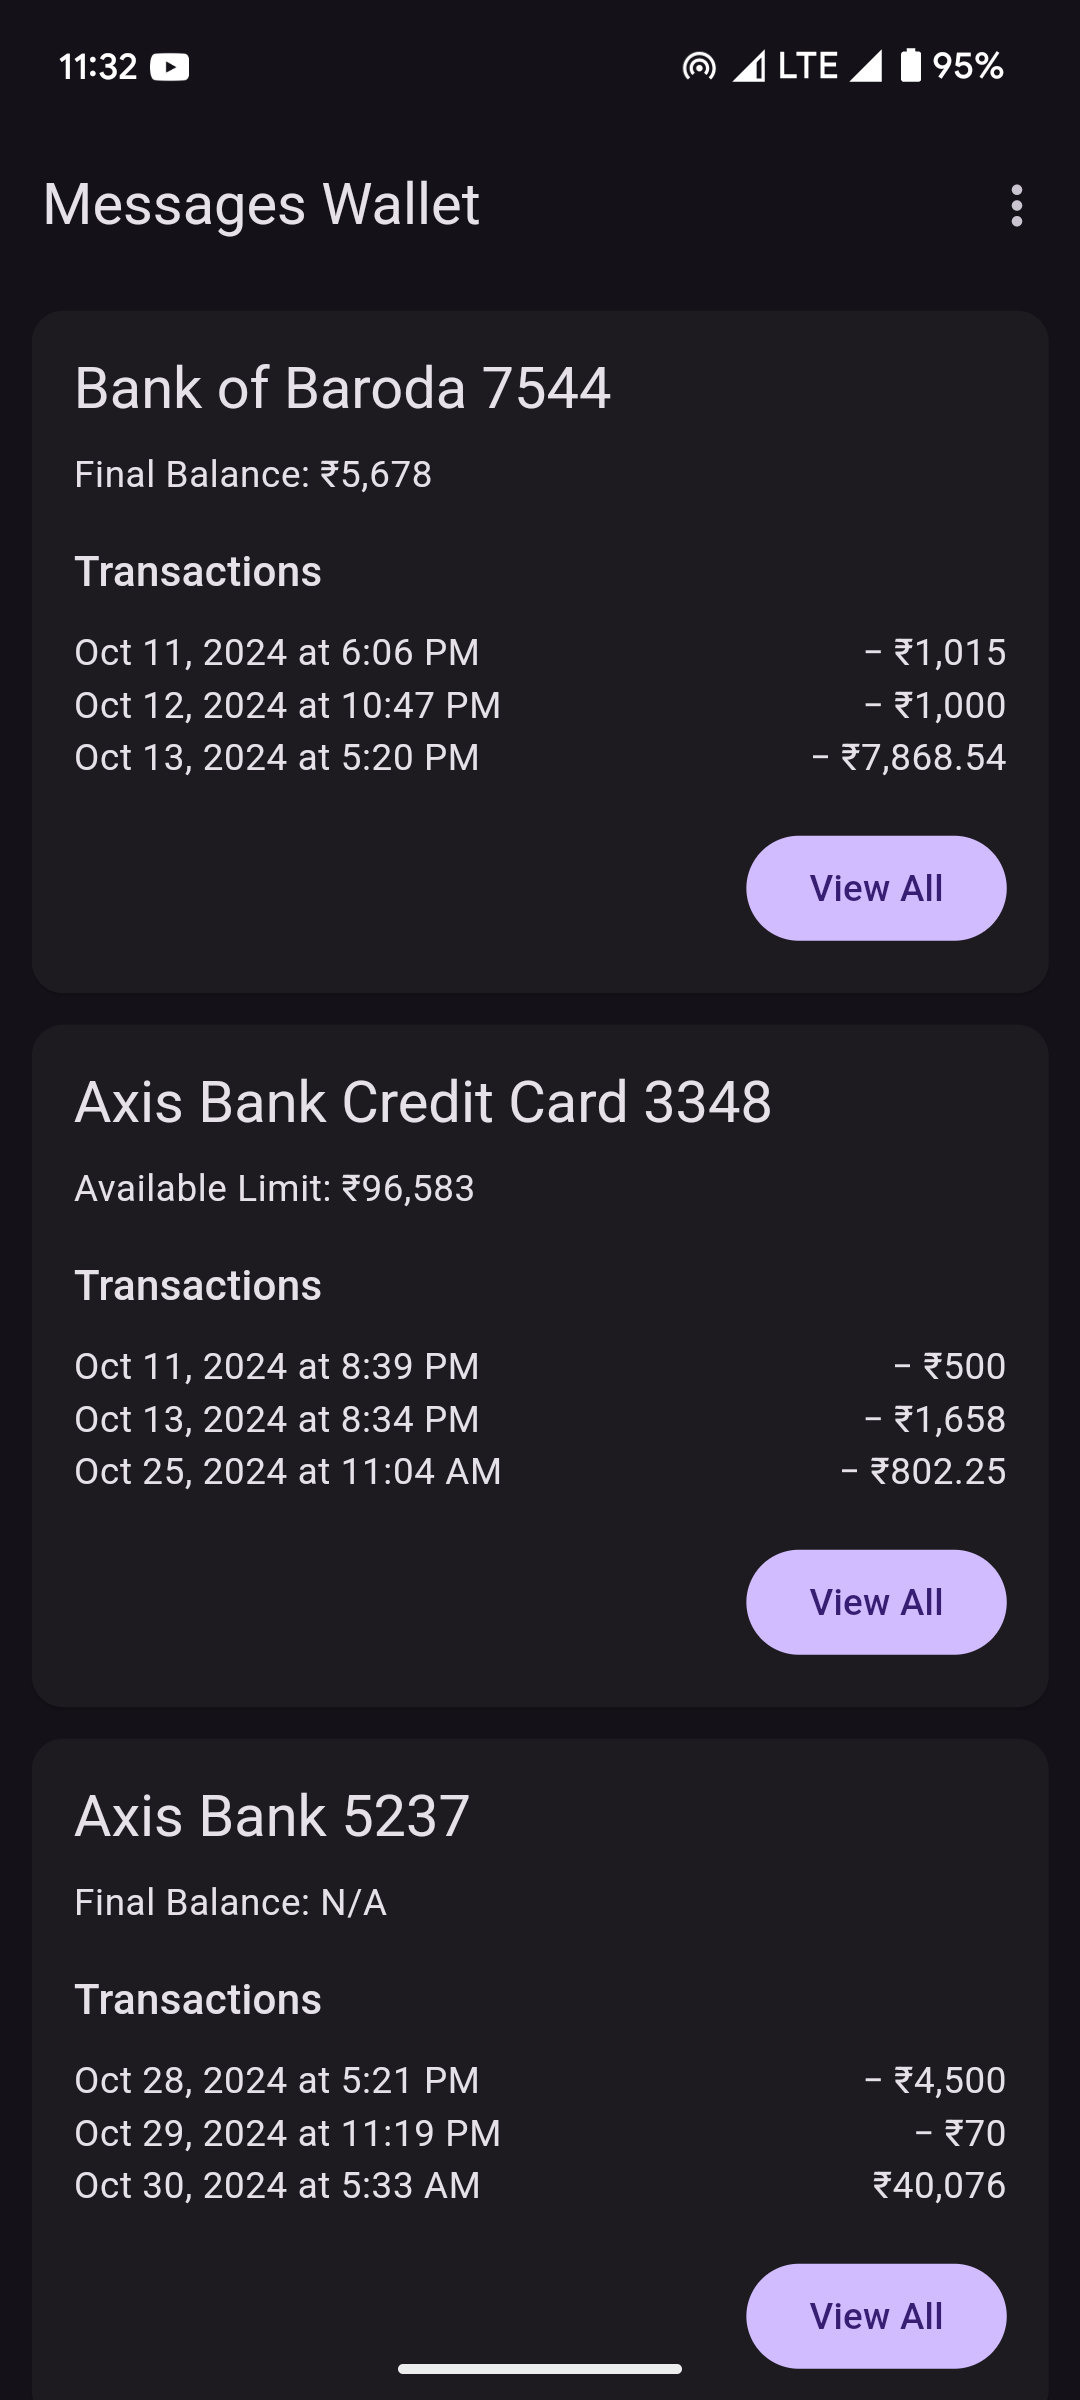 11:32 LTE 95%
Messages Wallet
Bank of Baroda 7544
Final Balance: ₹5,678
Transactions
Oct 11, 2024 at 6:06 PM − ₹1,015
Oct 12, 2024 at 10:47 PM − ₹1,000
Oct 13, 2024 at 5:20 PM − ₹7,868.54
View All
Axis Bank Credit Card 3348
Available Limit: ₹96,583
Transactions
Oct 11, 2024 at 8:39 PM − ₹500
Oct 13, 2024 at 8:34 PM − ₹1,658
Oct 25, 2024 at 11:04 AM − ₹802.25
View All
Axis Bank 5237
Final Balance: N/A
Transactions
Oct 28, 2024 at 5:21 PM − ₹4,500
Oct 29, 2024 at 11:19 PM − ₹70
Oct 30, 2024 at 5:33 AM ₹40,076
View All